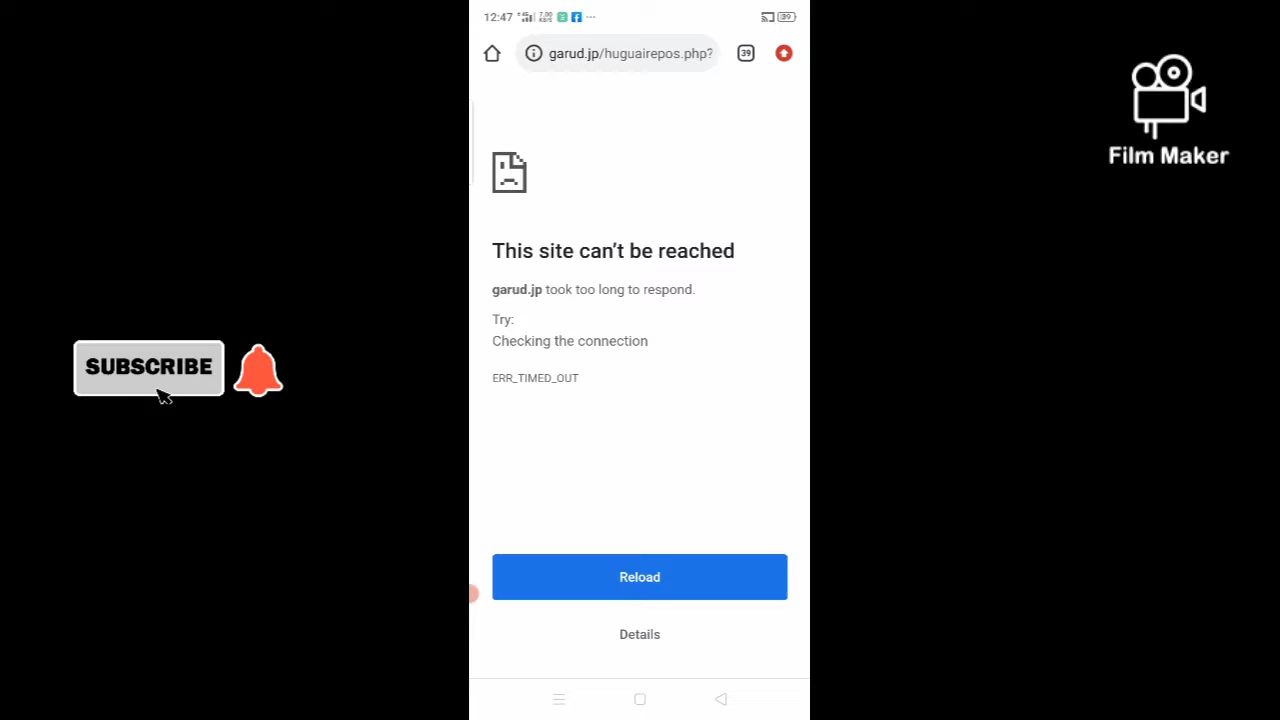 12:47
garud.jp/huguairepos.php?
39
Film Maker
This site can't be reached
garud.jp took too long to respond.
Try:
Checking the connection
SUBSCRIBE
ERR_TIMED_OUT
Reload
Details